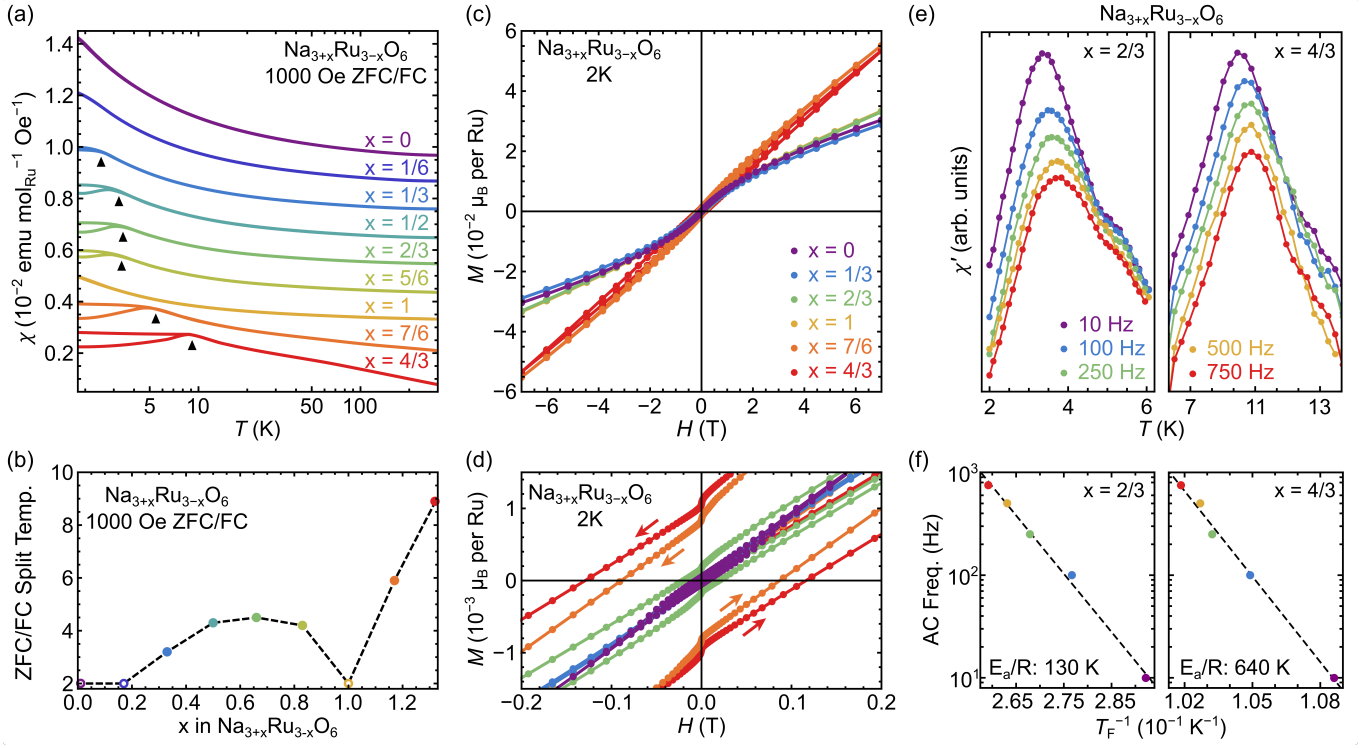 (a)
Na3+xRu3−xO6
1000 Oe ZFC/FC
x = 0
x = 1/6
x = 1/3
x = 1/2
x = 2/3
x = 5/6
x = 1
x = 7/6
x = 4/3
χ (10−2 emu molRu−1 Oe−1)
1.4
1.2
1.0
0.8
0.6
0.4
0.2
5 10 50 100
T (K)
(b)
Na3+xRu3−xO6
1000 Oe ZFC/FC
ZFC/FC Split Temp.
10
8
6
4
2
0.0 0.2 0.4 0.6 0.8 1.0 1.2
x in Na3+xRu3-xO6
(c)
Na3+xRu3−xO6
2K
M (10−2 μB per Ru)
6
4
2
0
−2
−4
−6
x = 0
x = 1/3
x = 2/3
x = 1
x = 7/6
x = 4/3
−6 −4 −2 0 2 4 6
H (T)
(d)
Na3+xRu3−xO6
2K
M (10−3 μB per Ru)
1
0
−1
−0.2 −0.1 0.0 0.1 0.2
H (T)
(e)
Na3+xRu3−xO6
x = 2/3
x = 4/3
χ′ (arb. units)
10 Hz
100 Hz
250 Hz
500 Hz
750 Hz
2 4 6
7 9 11 13
T (K)
(f)
x = 2/3
x = 4/3
AC Freq. (Hz)
103
102
101
Ea/R: 130 K
Ea/R: 640 K
2.65 2.75 2.85
1.02 1.04 1.06 1.08
TF−1 (10−1 K−1)